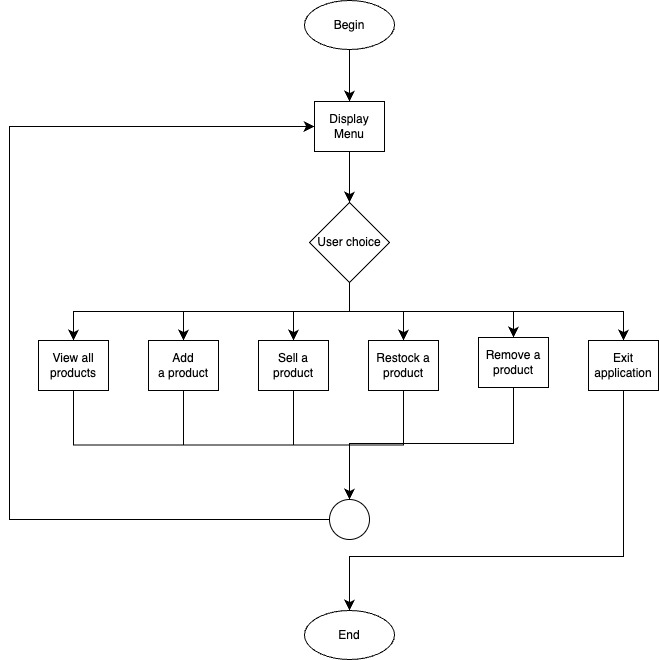 Begin
Display
Menu
User choice
View all
products
Add
a product
Sell a
product
Restock a
product
Remove a
product
Exit
application
End